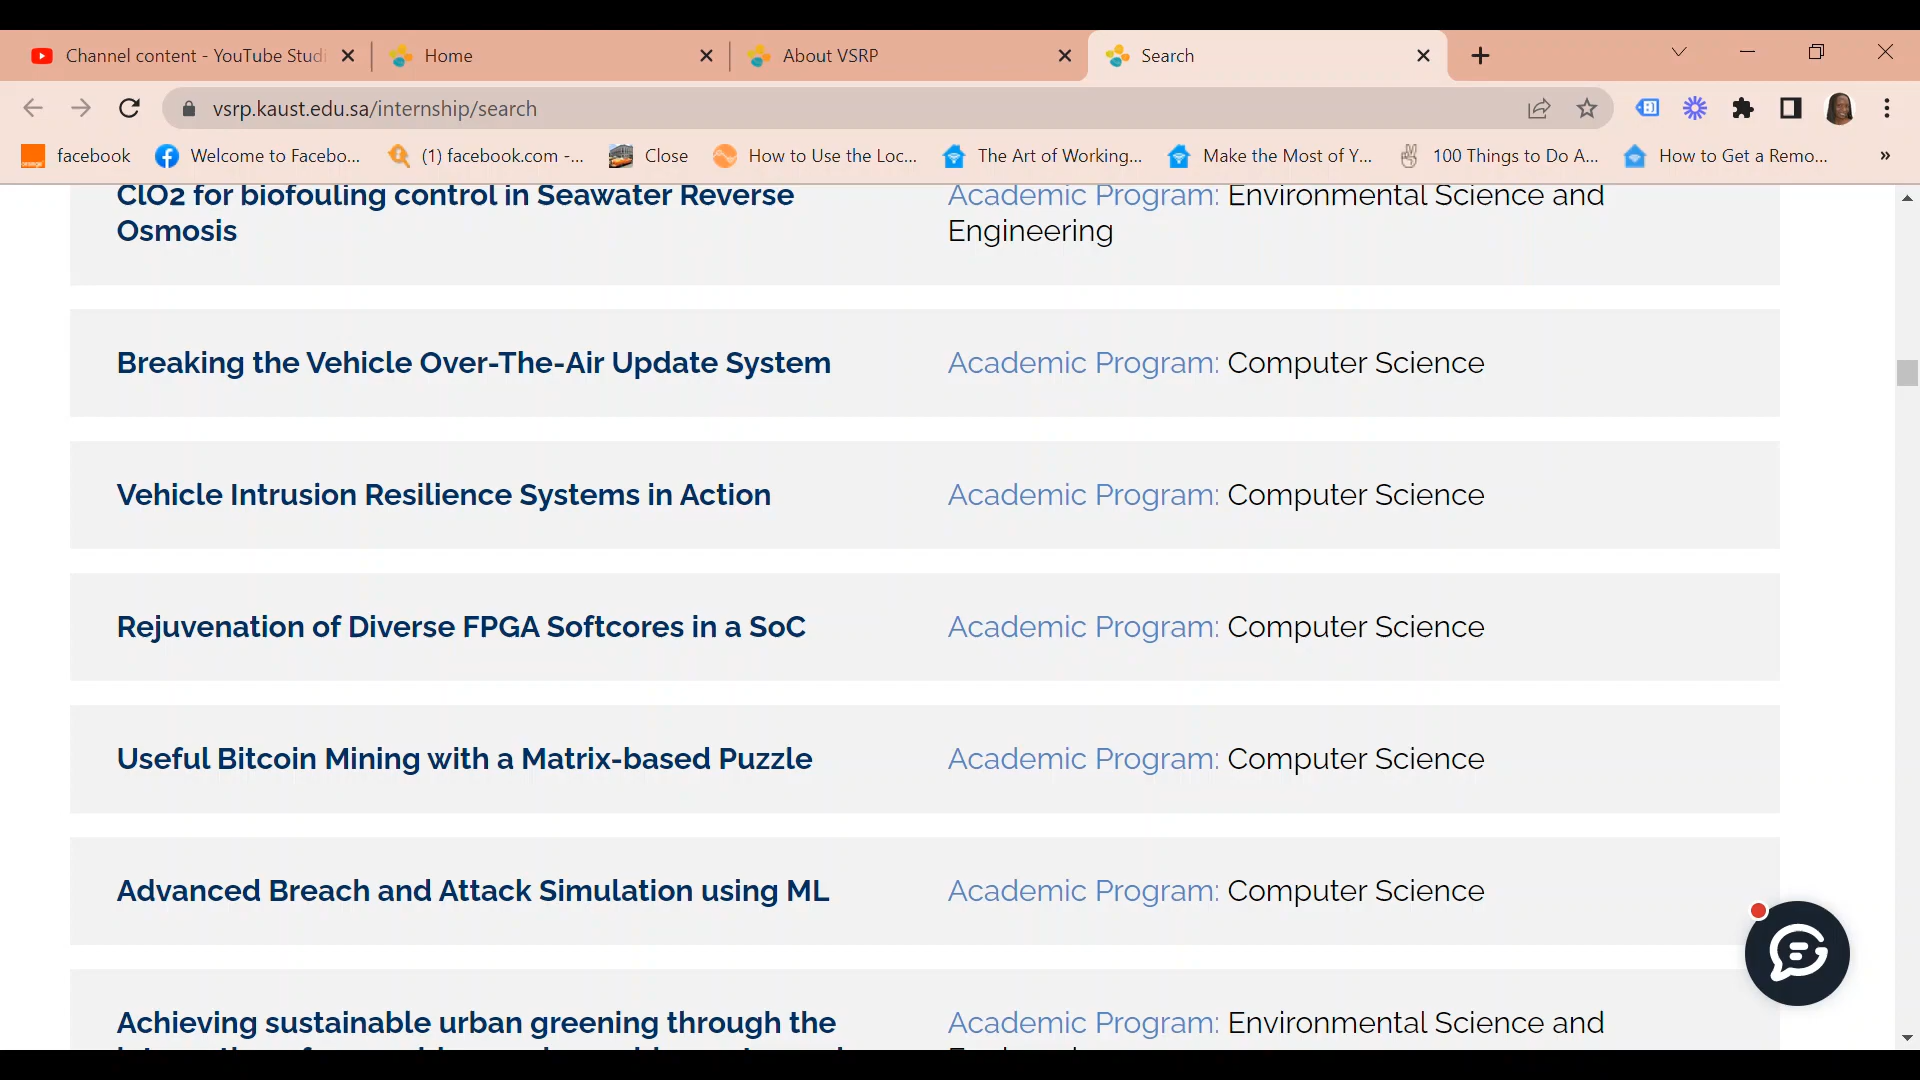 Channel content - YouTube Studi
Home
About VSRP
Search
vsrp.kaust.edu.sa/internship/search
facebook
Welcome to Facebo...
(1) facebook.com -...
Close
How to Use the Loc...
The Art of Working...
Make the Most of Y...
100 Things to Do A...
How to Get a Remo...
»
ClO2 for biofouling control in Seawater Reverse
Osmosis
Academic Program: Environmental Science and
Engineering
Breaking the Vehicle Over-The-Air Update System
Academic Program: Computer Science
Vehicle Intrusion Resilience Systems in Action
Academic Program: Computer Science
Rejuvenation of Diverse FPGA Softcores in a SoC
Academic Program: Computer Science
Useful Bitcoin Mining with a Matrix-based Puzzle
Academic Program: Computer Science
Advanced Breach and Attack Simulation using ML
Academic Program: Computer Science
Achieving sustainable urban greening through the
Academic Program: Environmental Science and